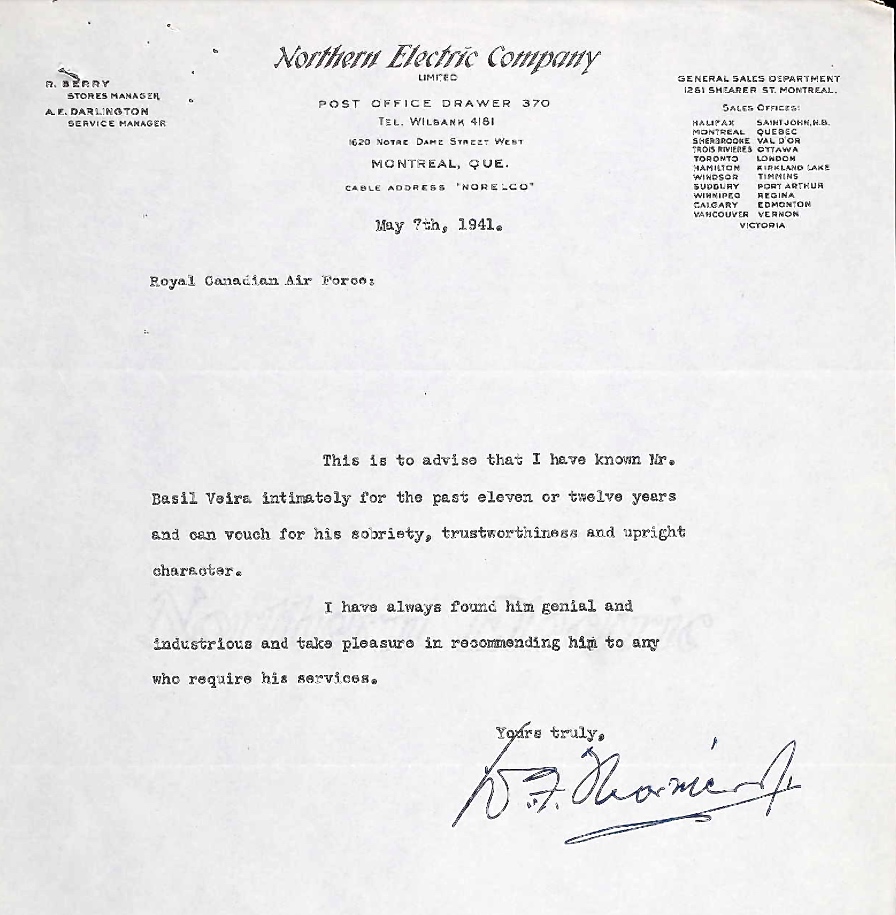 Northern Electric Company
LIMITED
R. BERRY
STORES MANAGER
A.E. DARLINGTON
SERVICE MANAGER
POST OFFICE DRAWER 370
TEL. WILBANK 4181
1620 NOTRE DAME STREET WEST
MONTREAL, QUE.
CABLE ADDRESS "NORELCO"
GENERAL SALES DEPARTMENT
1261 SHEARER ST. MONTREAL.
SALES OFFICES:
HALIFAX SAINT JOHN, N.B.
MONTREAL QUEBEC
SHERBROOKE VAL D'OR
TROIS RIVIERES OTTAWA
TORONTO LONDON
HAMILTON KIRKLAND LAKE
WINDSOR TIMMINS
SUDBURY PORT ARTHUR
WINNIPEG REGINA
CALGARY EDMONTON
VANCOUVER VERNON
VICTORIA
May 7th, 1941.
Royal Canadian Air Force:
This is to advise that I have known Mr.
Basil Veira intimately for the past eleven or twelve years
and can vouch for his sobriety, trustworthiness and upright
character.
I have always found him genial and
industrious and take pleasure in recommending him to any
who require his services.
Yours truly,